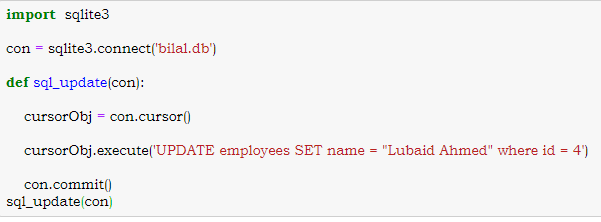 import  sqlite3
con = sqlite3.connect('bilal.db')
def sql_update(con):
cursorObj = con.cursor()
cursorObj.execute('UPDATE employees SET name = "Lubaid Ahmed" where id = 4')
con.commit()
sql_update(con)